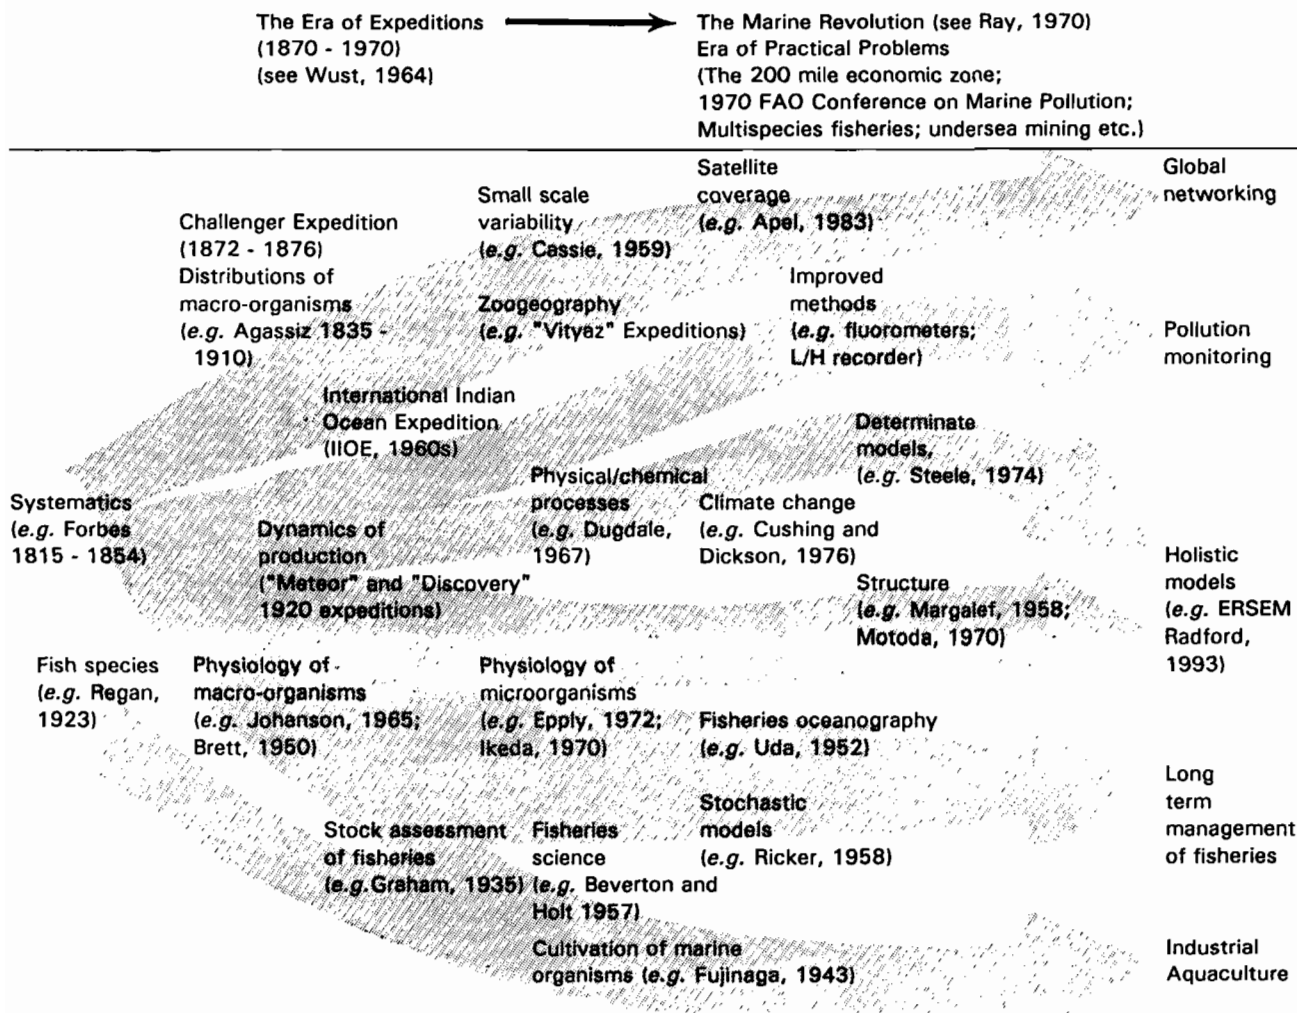 The Era of Expeditions
(1870 - 1970)
(see Wust, 1964)
The Marine Revolution (see Ray, 1970)
Era of Practical Problems
(The 200 mile economic zone;
1970 FAO Conference on Marine Pollution;
Multispecies fisheries; undersea mining etc.)
Satellite
coverage
(e.g. Apel, 1983)
Global
networking
Small scale
variability
(e.g. Cassie, 1959)
Challenger Expedition
(1872 - 1876)
Distributions of
macro-organisms
(e.g. Agassiz 1835 -
1910)
Zoogeography
(e.g. "Vityaz" Expeditions)
Improved
methods
(e.g. fluorometers;
L/H recorder)
Pollution
monitoring
International Indian
Ocean Expedition
(IIOE, 1960s)
Determinate
models,
(e.g. Steele, 1974)
Systematics
(e.g. Forbes
1815 - 1854)
Dynamics of
production
("Meteor" and "Discovery"
1920 expeditions)
Physical/chemical
processes
(e.g. Dugdale,
1967)
Climate change
(e.g. Cushing and
Dickson, 1976)
Structure
(e.g. Margalef, 1958;
Motoda, 1970)
Holistic
models
(e.g. ERSEM
Radford,
1993)
Fish species
(e.g. Regan,
1923)
Physiology of
macro-organisms
(e.g. Johanson, 1965;
Brett, 1950)
Physiology of
microorganisms
(e.g. Epply, 1972;
Ikeda, 1970)
Fisheries oceanography
(e.g. Uda, 1952)
Stochastic
models
(e.g. Ricker, 1958)
Long
term
management
of fisheries
Stock assessment
of fisheries
(e.g.Graham, 1935)
Fisheries
science
(e.g. Beverton and
Holt 1957)
Cultivation of marine
organisms (e.g. Fujinaga, 1943)
Industrial
Aquaculture